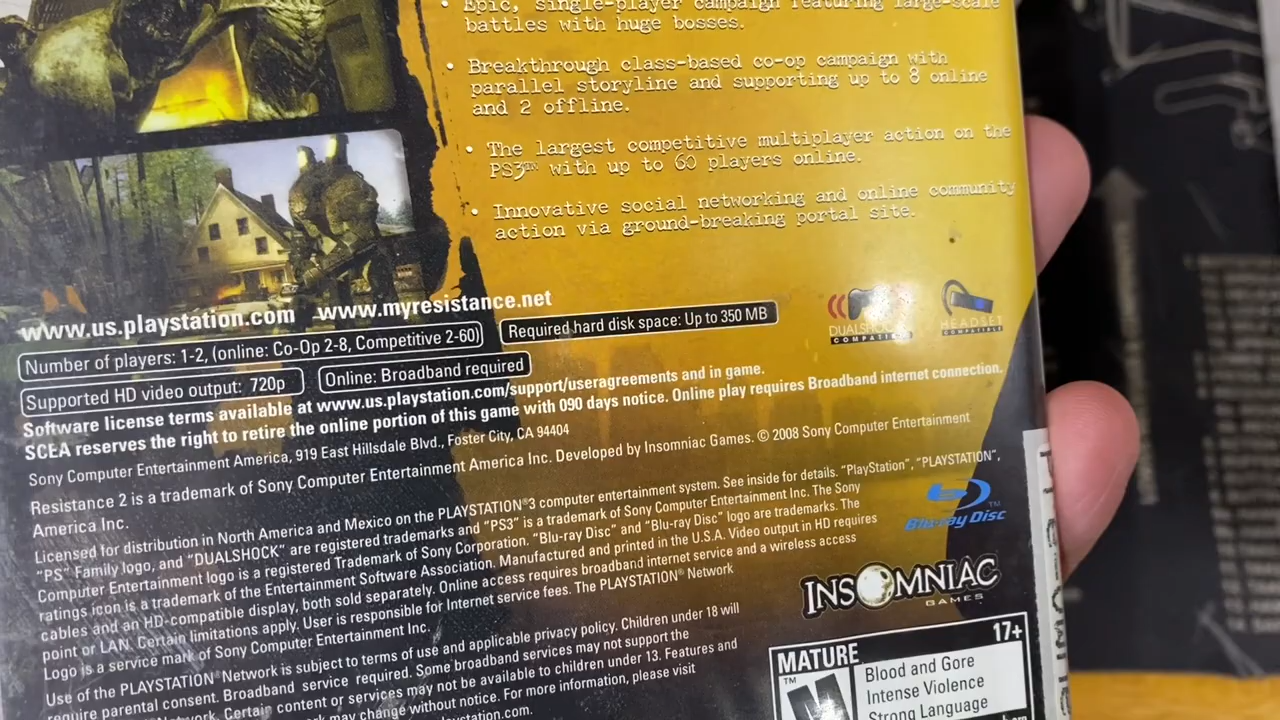 • Epic, single-player campaign featuring large-scale
battles with huge bosses.
• Breakthrough class-based co-op campaign with
parallel storyline and supporting up to 8 online
and 2 offline.
• The largest competitive multiplayer action on the
PS3™ with up to 60 players online.
• Innovative social networking and online community
action via ground-breaking portal site.
www.us.playstation.com www.myresistance.net
Number of players: 1-2, (online: Co-Op 2-8, Competitive 2-60)
Required hard disk space: Up to 350 MB
DUALSHOCK
COMPATIBLE
HEADSET
COMPATIBLE
Supported HD video output: 720p
Online: Broadband required
Software license terms available at www.us.playstation.com/support/useragreements and in game.
SCEA reserves the right to retire the online portion of this game with 090 days notice. Online play requires Broadband internet connection.
Sony Computer Entertainment America, 919 East Hillsdale Blvd., Foster City, CA 94404
Resistance 2 is a trademark of Sony Computer Entertainment America Inc. Developed by Insomniac Games. © 2008 Sony Computer Entertainment
America Inc.
Licensed for distribution in North America and Mexico on the PLAYSTATION®3 computer entertainment system. See inside for details. “PlayStation”, “PLAYSTATION”,
“PS” Family logo, and “DUALSHOCK” are registered trademarks and “PS3” is a trademark of Sony Computer Entertainment Inc. The Sony
Computer Entertainment logo is a registered Trademark of Sony Corporation. “Blu-ray Disc” and “Blu-ray Disc” logo are trademarks. The
ratings icon is a trademark of the Entertainment Software Association. Manufactured and printed in the U.S.A. Video output in HD requires
cables and an HD-compatible display, both sold separately. Online access requires broadband internet service and a wireless access
point or LAN. Certain limitations apply. User is responsible for Internet service fees. The PLAYSTATION® Network
Logo is a service mark of Sony Computer Entertainment Inc.
Use of the PLAYSTATION® Network is subject to terms of use and applicable privacy policy. Children under 18 will
require parental consent. Broadband service required. Some broadband services may not support the
Certain content or services may not be available to children under 13. Features and
may change without notice. For more information, please visit
Blu-ray Disc™
INSOMNIAC
GAMES
MATURE 17+
™
M
Blood and Gore
Intense Violence
Strong Language